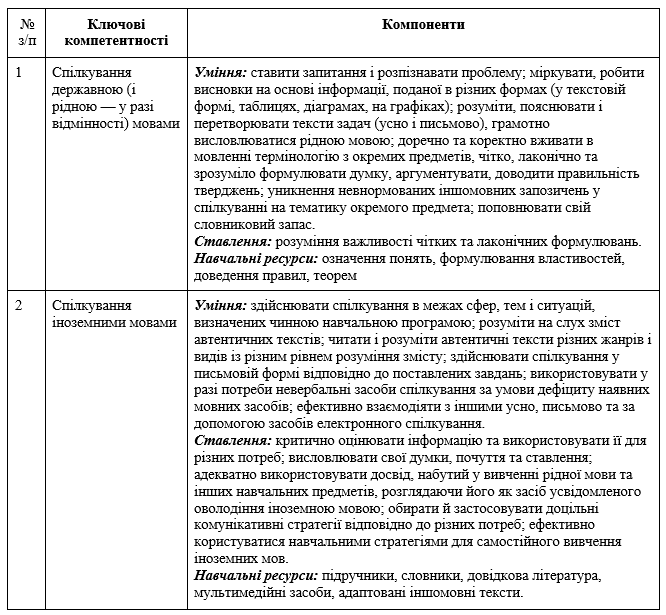 № з/п
Ключові компетентності
Компоненти
1
Спілкування
державною (і
рідною — у разі
відмінності) мовами
Уміння: ставити запитання і розпізнавати проблему; міркувати, робити
висновки на основі інформації, поданої в різних формах (у текстовій
формі, таблицях, діаграмах, на графіках); розуміти, пояснювати і
перетворювати тексти задач (усно і письмово), грамотно
висловлюватися рідною мовою; доречно та коректно вживати в
мовленні термінологію з окремих предметів, чітко, лаконічно та
зрозуміло формулювати думку, аргументувати, доводити правильність
тверджень; уникнення невнормованих іншомовних запозичень у
спілкуванні на тематику окремого предмета; поповнювати свій
словниковий запас.
Ставлення: розуміння важливості чітких та лаконічних формулювань.
Навчальні ресурси: означення понять, формулювання властивостей,
доведення правил, теорем
2
Спілкування
іноземними мовами
Уміння: здійснювати спілкування в межах сфер, тем і ситуацій,
визначених чинною навчальною програмою; розуміти на слух зміст
автентичних текстів; читати і розуміти автентичні тексти різних жанрів і
видів із різним рівнем розуміння змісту; здійснювати спілкування у
письмовій формі відповідно до поставлених завдань; використовувати у
разі потреби невербальні засоби спілкування за умови дефіциту наявних
мовних засобів; ефективно взаємодіяти з іншими усно, письмово та за
допомогою засобів електронного спілкування.
Ставлення: критично оцінювати інформацію та використовувати її для
різних потреб; висловлювати свої думки, почуття та ставлення;
адекватно використовувати досвід, набутий у вивченні рідної мови та
інших навчальних предметів, розглядаючи його як засіб усвідомленого
оволодіння іноземною мовою; обирати й застосовувати доцільні
комунікативні стратегії відповідно до різних потреб; ефективно
користуватися навчальними стратегіями для самостійного вивчення
іноземних мов.
Навчальні ресурси: підручники, словники, довідкова література,
мультимедійні засоби, адаптовані іншомовні тексти.